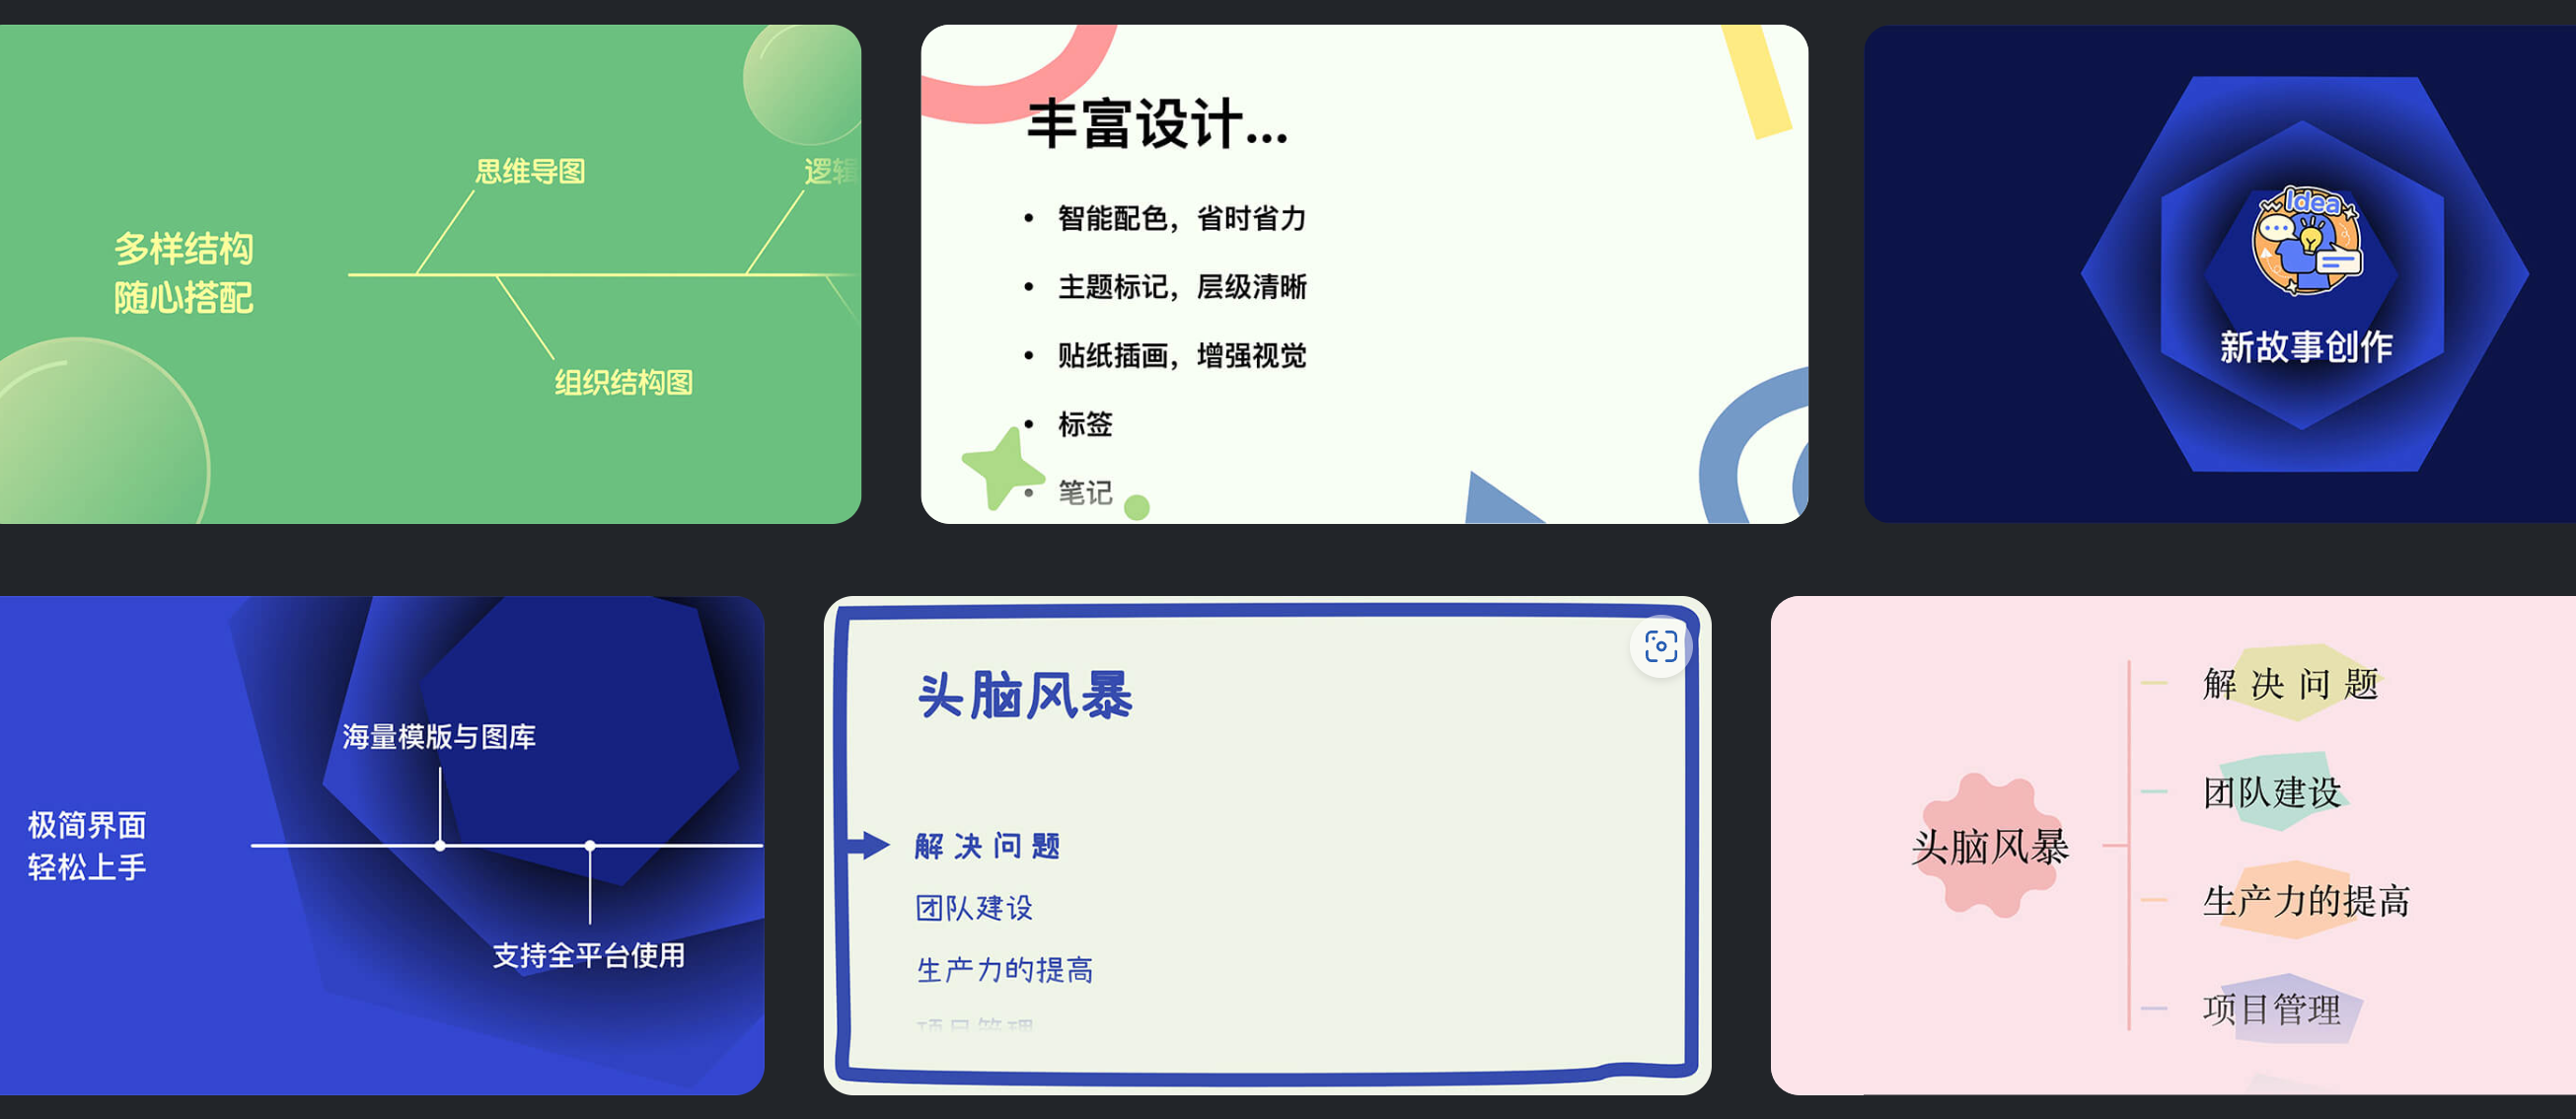 多样结构
随心搭配
思维导图
逻辑
组织结构图
丰富设计...
• 智能配色，省时省力
• 主题标记，层级清晰
• 贴纸插画，增强视觉
• 标签
• 笔记
Idea
新故事创作
极简界面
轻松上手
海量模版与图库
支持全平台使用
头脑风暴
解决问题
团队建设
生产力的提高
项目管理
头脑风暴
解决问题
团队建设
生产力的提高
项目管理